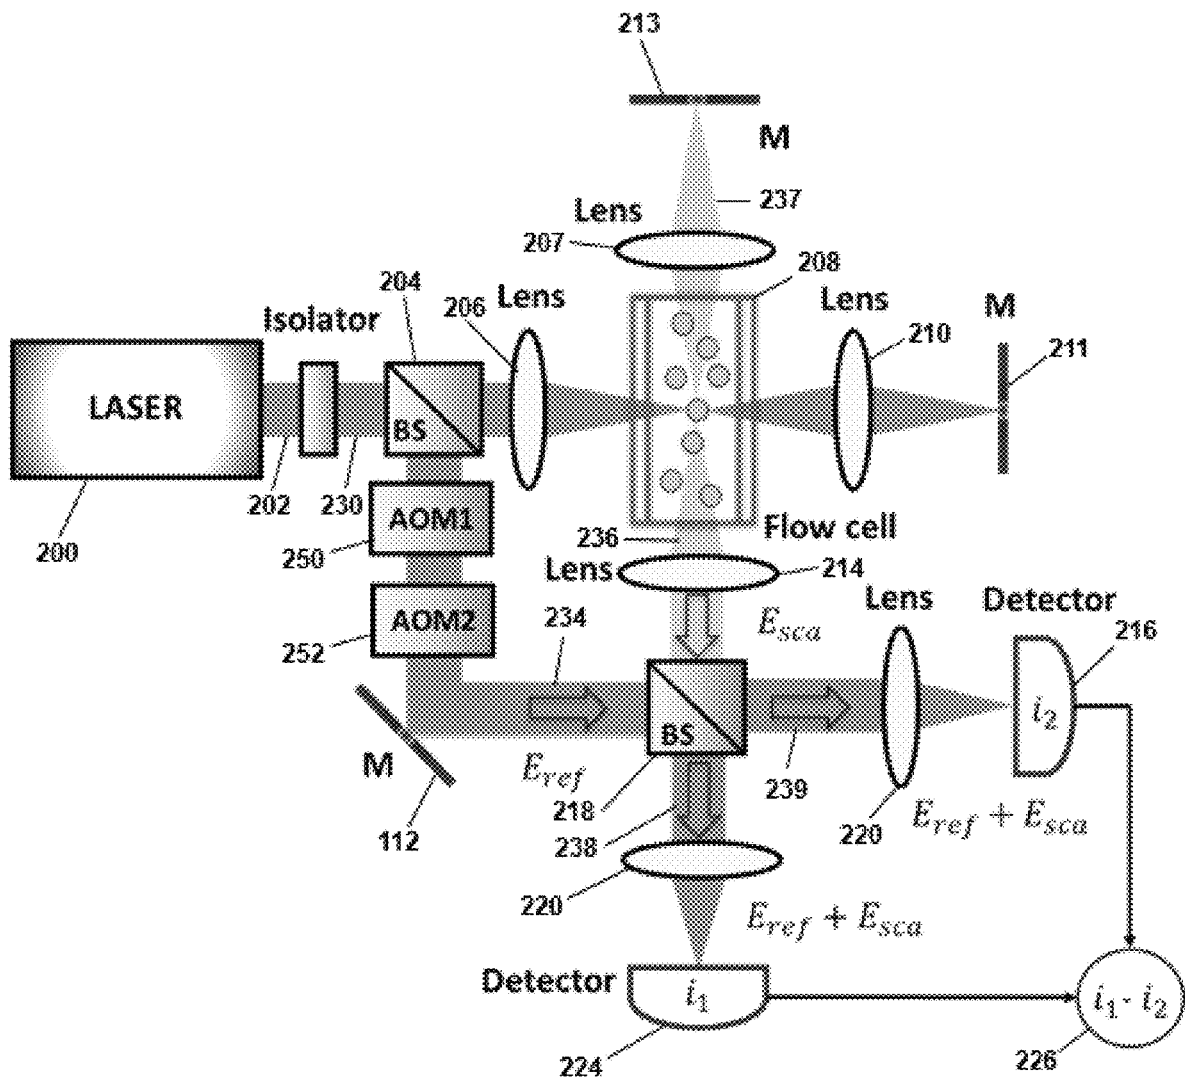 213
M
237
Lens
207
208
204
Lens
Lens
M
Isolator
206
210
211
LASER
BS
202
230
AOM1
236
Flow cell
200
250
Lens
214
Lens
Detector
AOM2
E_sca
216
252
234
i_2
BS
M
E_ref
218
239
112
238
220
E_ref + E_sca
220
E_ref + E_sca
Detector
i_1
i_1 - i_2
224
226